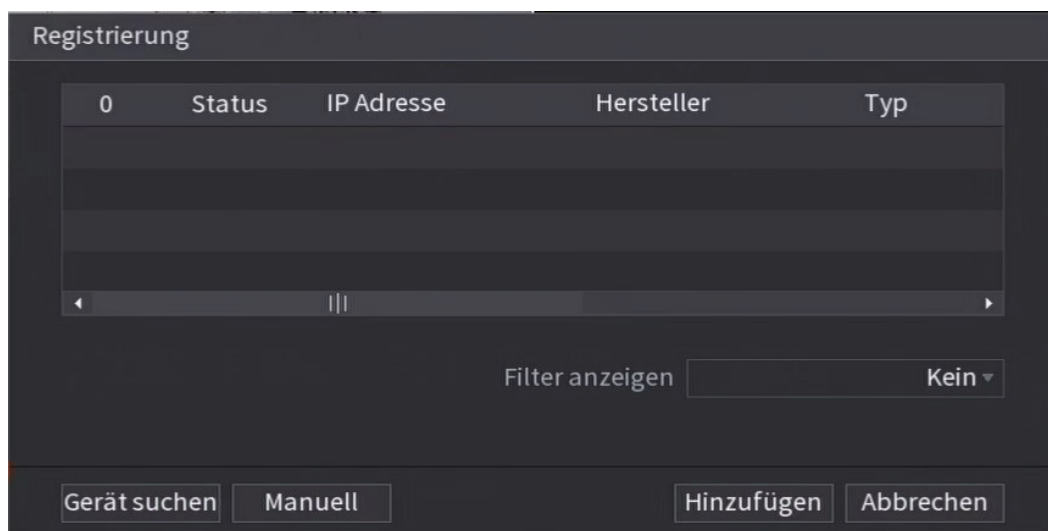 Registrierung
0 Status IP Adresse Hersteller Typ
Filter anzeigen Kein
Gerät suchen Manuell Hinzufügen Abbrechen